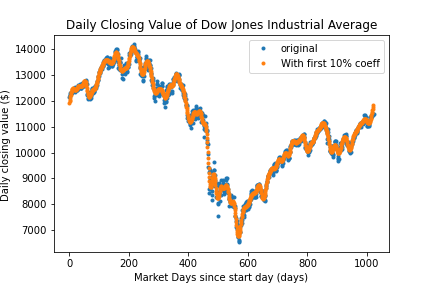 Daily Closing Value of Dow Jones Industrial Average
14000
13000
12000
11000
10000
9000
8000
7000
Daily closing value ($)
original
With first 10% coeff
0
200
400
600
800
1000
Market Days since start day (days)